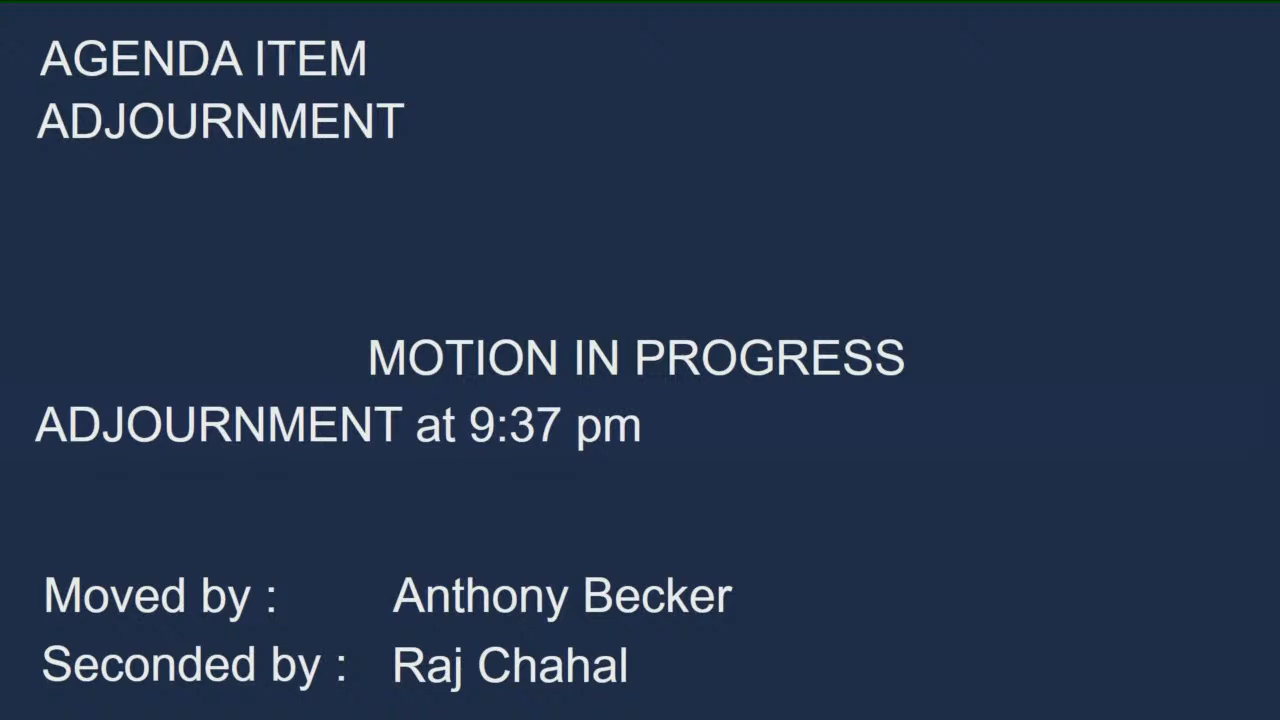 AGENDA ITEM
ADJOURNMENT
MOTION IN PROGRESS
ADJOURNMENT at 9:37 pm
Moved by : Anthony Becker
Seconded by : Raj Chahal